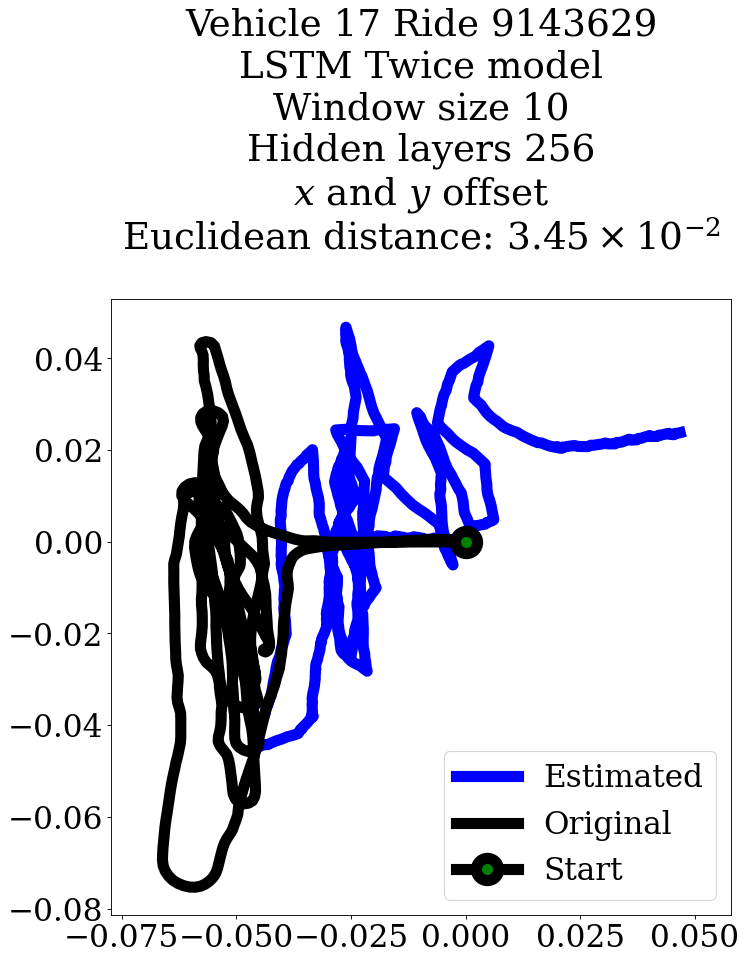 Vehicle 17 Ride 9143629
LSTM Twice model
Window size 10
Hidden layers 256
x and y offset
Euclidean distance: 3.45 × 10⁻²
0.04
0.02
0.00
−0.02
−0.04
−0.06
−0.08
−0.075 −0.050 −0.025 0.000 0.025 0.050
Estimated
Original
Start